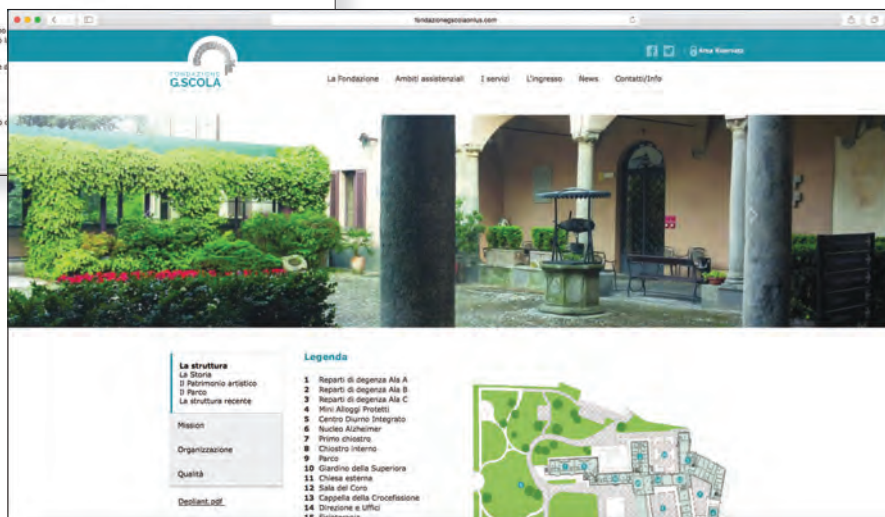 fondazionegscolaonlus.com
Area Riservata
FONDAZIONE
G.SCOLA
La Fondazione Ambiti assistenziali I servizi L'ingresso News Contatti/Info
La struttura
La Storia
Il Patrimonio artistico
Il Parco
La struttura recente
Mission
Organizzazione
Qualità
Depliant.pdf
Legenda
1 Reparti di degenza Ala A
2 Reparti di degenza Ala B
3 Reparti di degenza Ala C
4 Mini Alloggi Protetti
5 Centro Diurno Integrato
6 Nucleo Alzheimer
7 Primo chiostro
8 Chiostro interno
9 Parco
10 Giardino della Superiora
11 Chiesa esterna
12 Sala del Coro
13 Cappella della Crocefissione
14 Direzione e Uffici
15 Fisioterapia